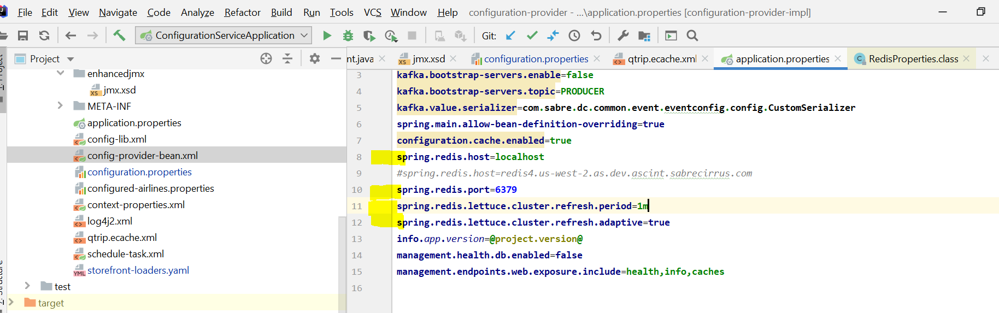 File Edit View Navigate Code Analyze Refactor Build Run Tools VCS Window Help configuration-provider - ...\application.properties [configuration-provider-impl]
ConfigurationServiceApplication Git:
Project
nt.java jmx.xsd configuration.properties qtrip.ecache.xml application.properties RedisProperties.class
enhancedjmx
jmx.xsd
META-INF
application.properties
config-lib.xml
config-provider-bean.xml
configuration.properties
configured-airlines.properties
context-properties.xml
log4j2.xml
qtrip.ecache.xml
schedule-task.xml
storefront-loaders.yaml
test
target
3 kafka.bootstrap-servers.enable=false
4 kafka.bootstrap-servers.topic=PRODUCER
5 kafka.value.serializer=com.sabre.dc.common.event.eventconfig.config.CustomSerializer
6 spring.main.allow-bean-definition-overriding=true
7 configuration.cache.enabled=true
8 spring.redis.host=localhost
9 #spring.redis.host=redis4.us-west-2.as.dev.ascint.sabrecirrus.com
10 spring.redis.port=6379
11 spring.redis.lettuce.cluster.refresh.period=1m
12 spring.redis.lettuce.cluster.refresh.adaptive=true
13 info.app.version=@project.version@
14 management.health.db.enabled=false
15 management.endpoints.web.exposure.include=health,info,caches
16